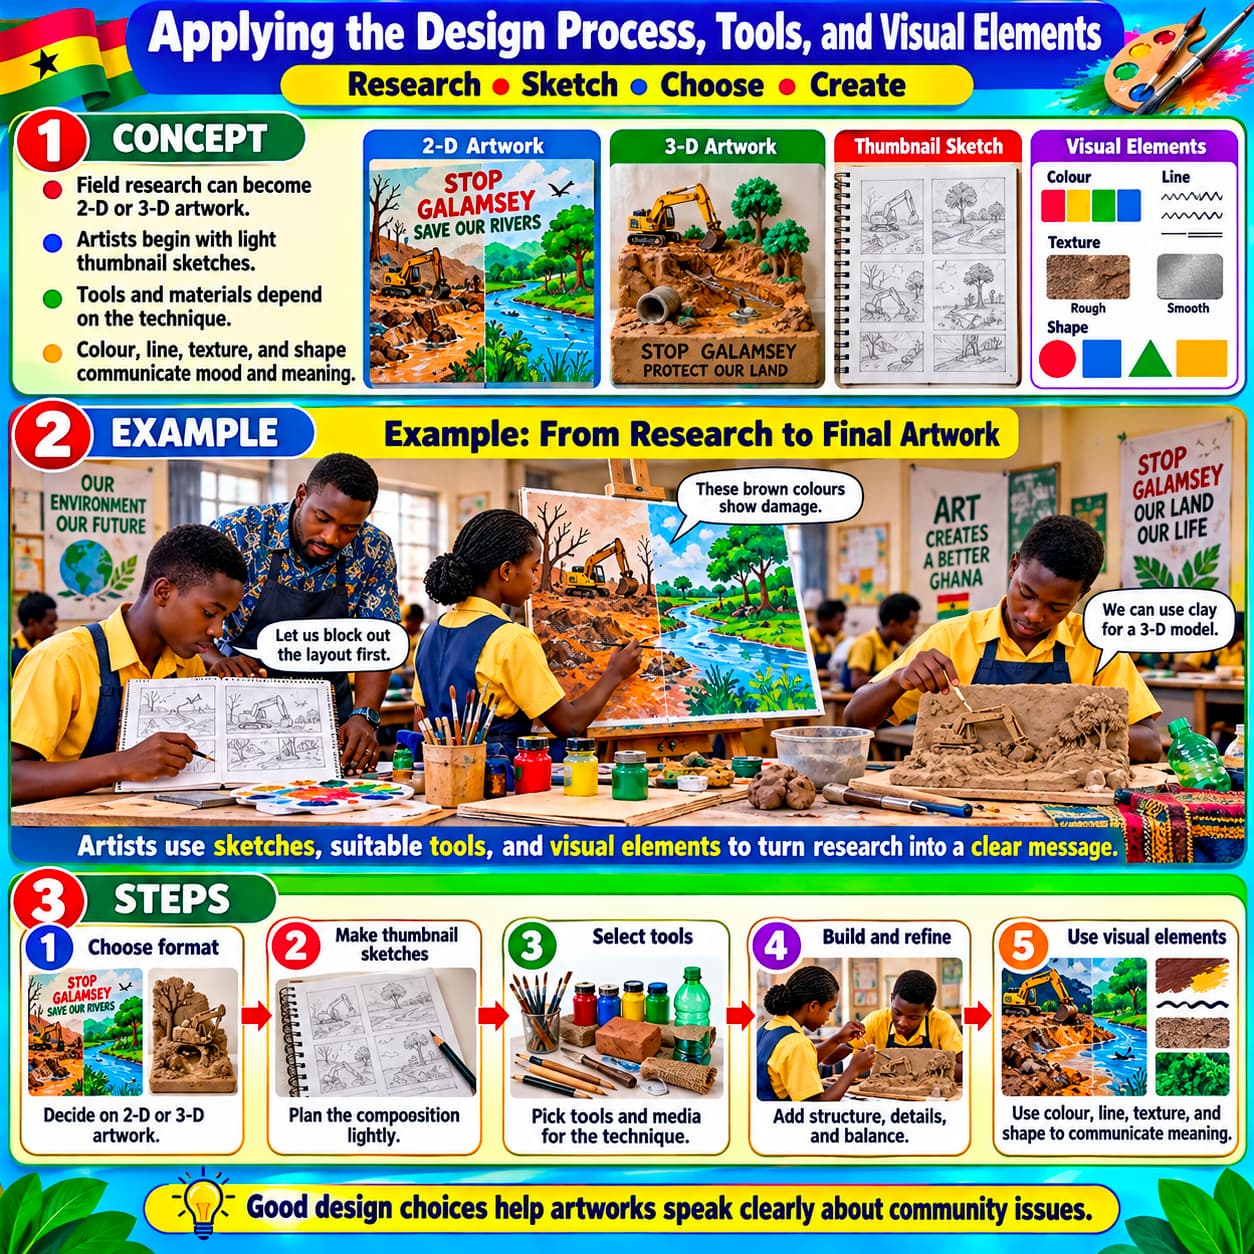 Applying the Design Process, Tools, and Visual Elements
Research • Sketch • Choose • Create
1 CONCEPT
Field research can become
2-D or 3-D artwork.
Artists begin with light
thumbnail sketches.
Tools and materials depend
on the technique.
Colour, line, texture, and shape
communicate mood and meaning.
2-D Artwork
STOP
GALAMSEY
SAVE OUR RIVERS
3-D Artwork
STOP GALAMSEY
PROTECT OUR LAND
Thumbnail Sketch
Visual Elements
Colour
Line
Texture
Rough
Smooth
Shape
2 EXAMPLE
Example: From Research to Final Artwork
OUR
ENVIRONMENT
OUR FUTURE
Let us block out
the layout first.
These brown colours
show damage.
ART
CREATES
A BETTER
GHANA
STOP
GALAMSEY
OUR LAND
OUR LIFE
We can use clay
for a 3-D model.
Artists use sketches, suitable tools, and visual elements to turn research into a clear message.
3 STEPS
1 Choose format
STOP
GALAMSEY
SAVE OUR RIVERS
Decide on 2-D or 3-D
artwork.
2 Make thumbnail
sketches
Plan the composition
lightly.
3 Select tools
Pick tools and media
for the technique.
4 Build and refine
Add structure, details,
and balance.
5 Use visual elements
Use colour, line, texture, and
shape to communicate meaning.
Good design choices help artworks speak clearly about community issues.